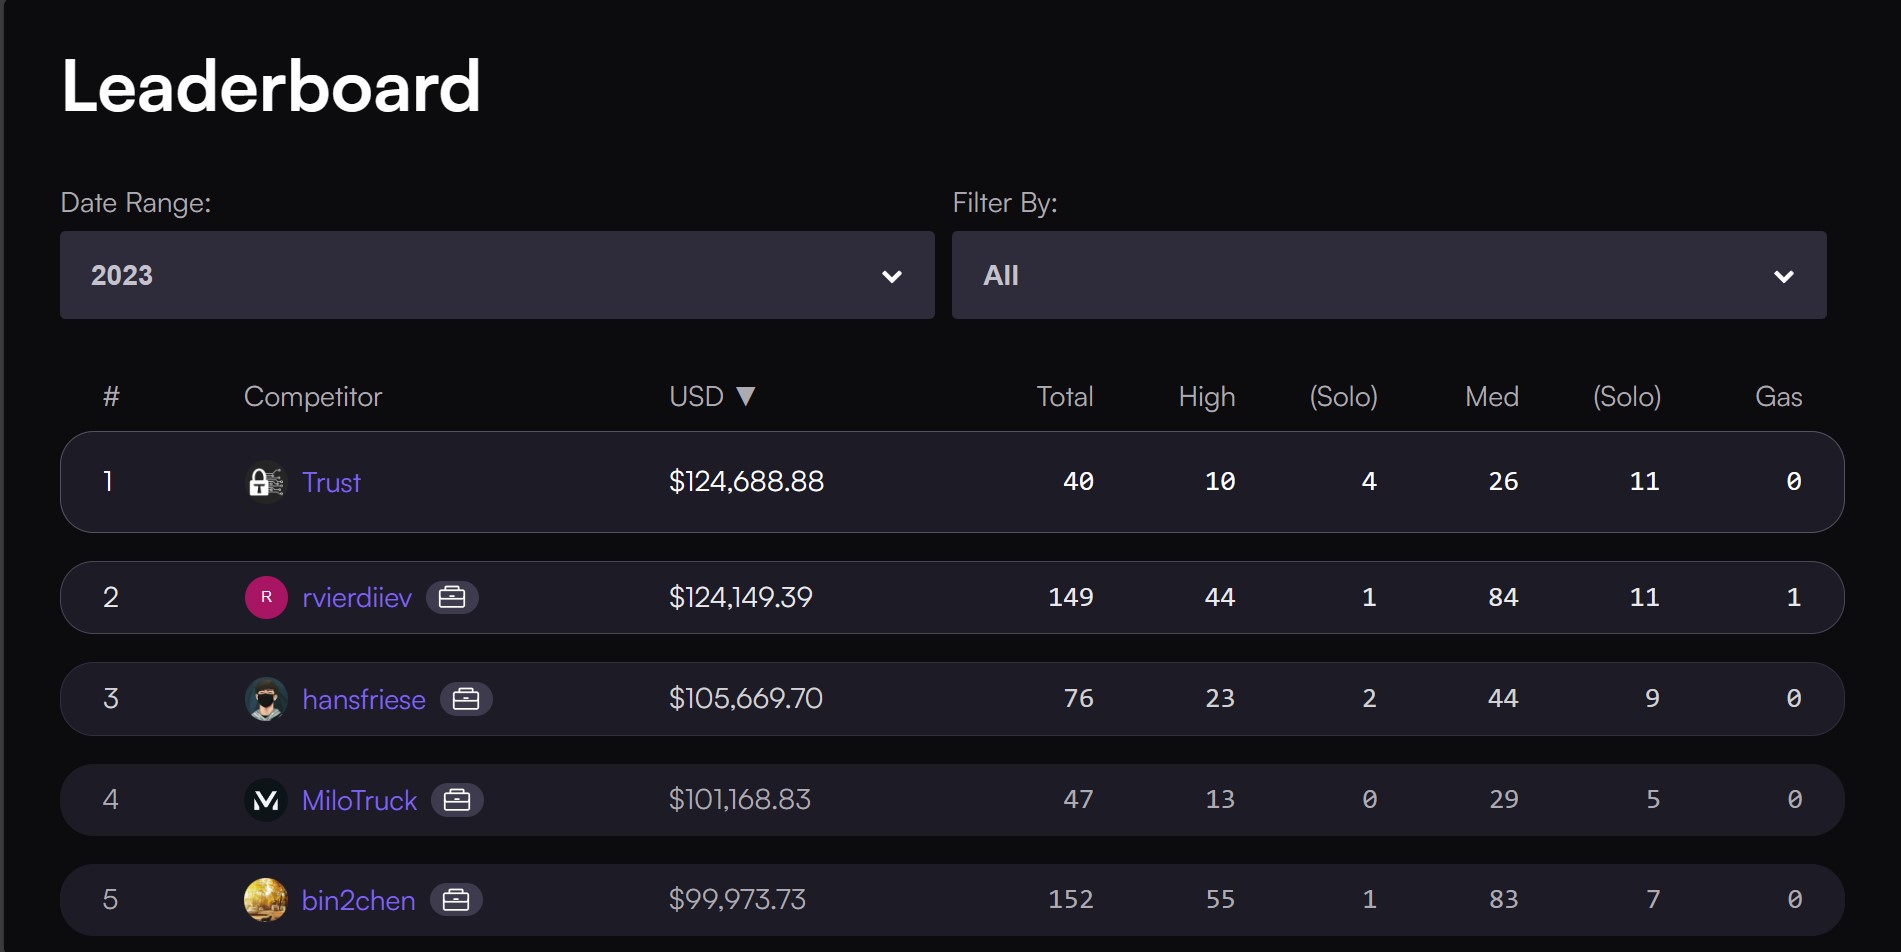 Leaderboard
Date Range: Filter By:
2023 All
# Competitor USD ▼ Total High (Solo) Med (Solo) Gas
1 Trust $124,688.88 40 10 4 26 11 0
2 R rvierdiiev $124,149.39 149 44 1 84 11 1
3 hansfriese $105,669.70 76 23 2 44 9 0
4 MiloTruck $101,168.83 47 13 0 29 5 0
5 bin2chen $99,973.73 152 55 1 83 7 0